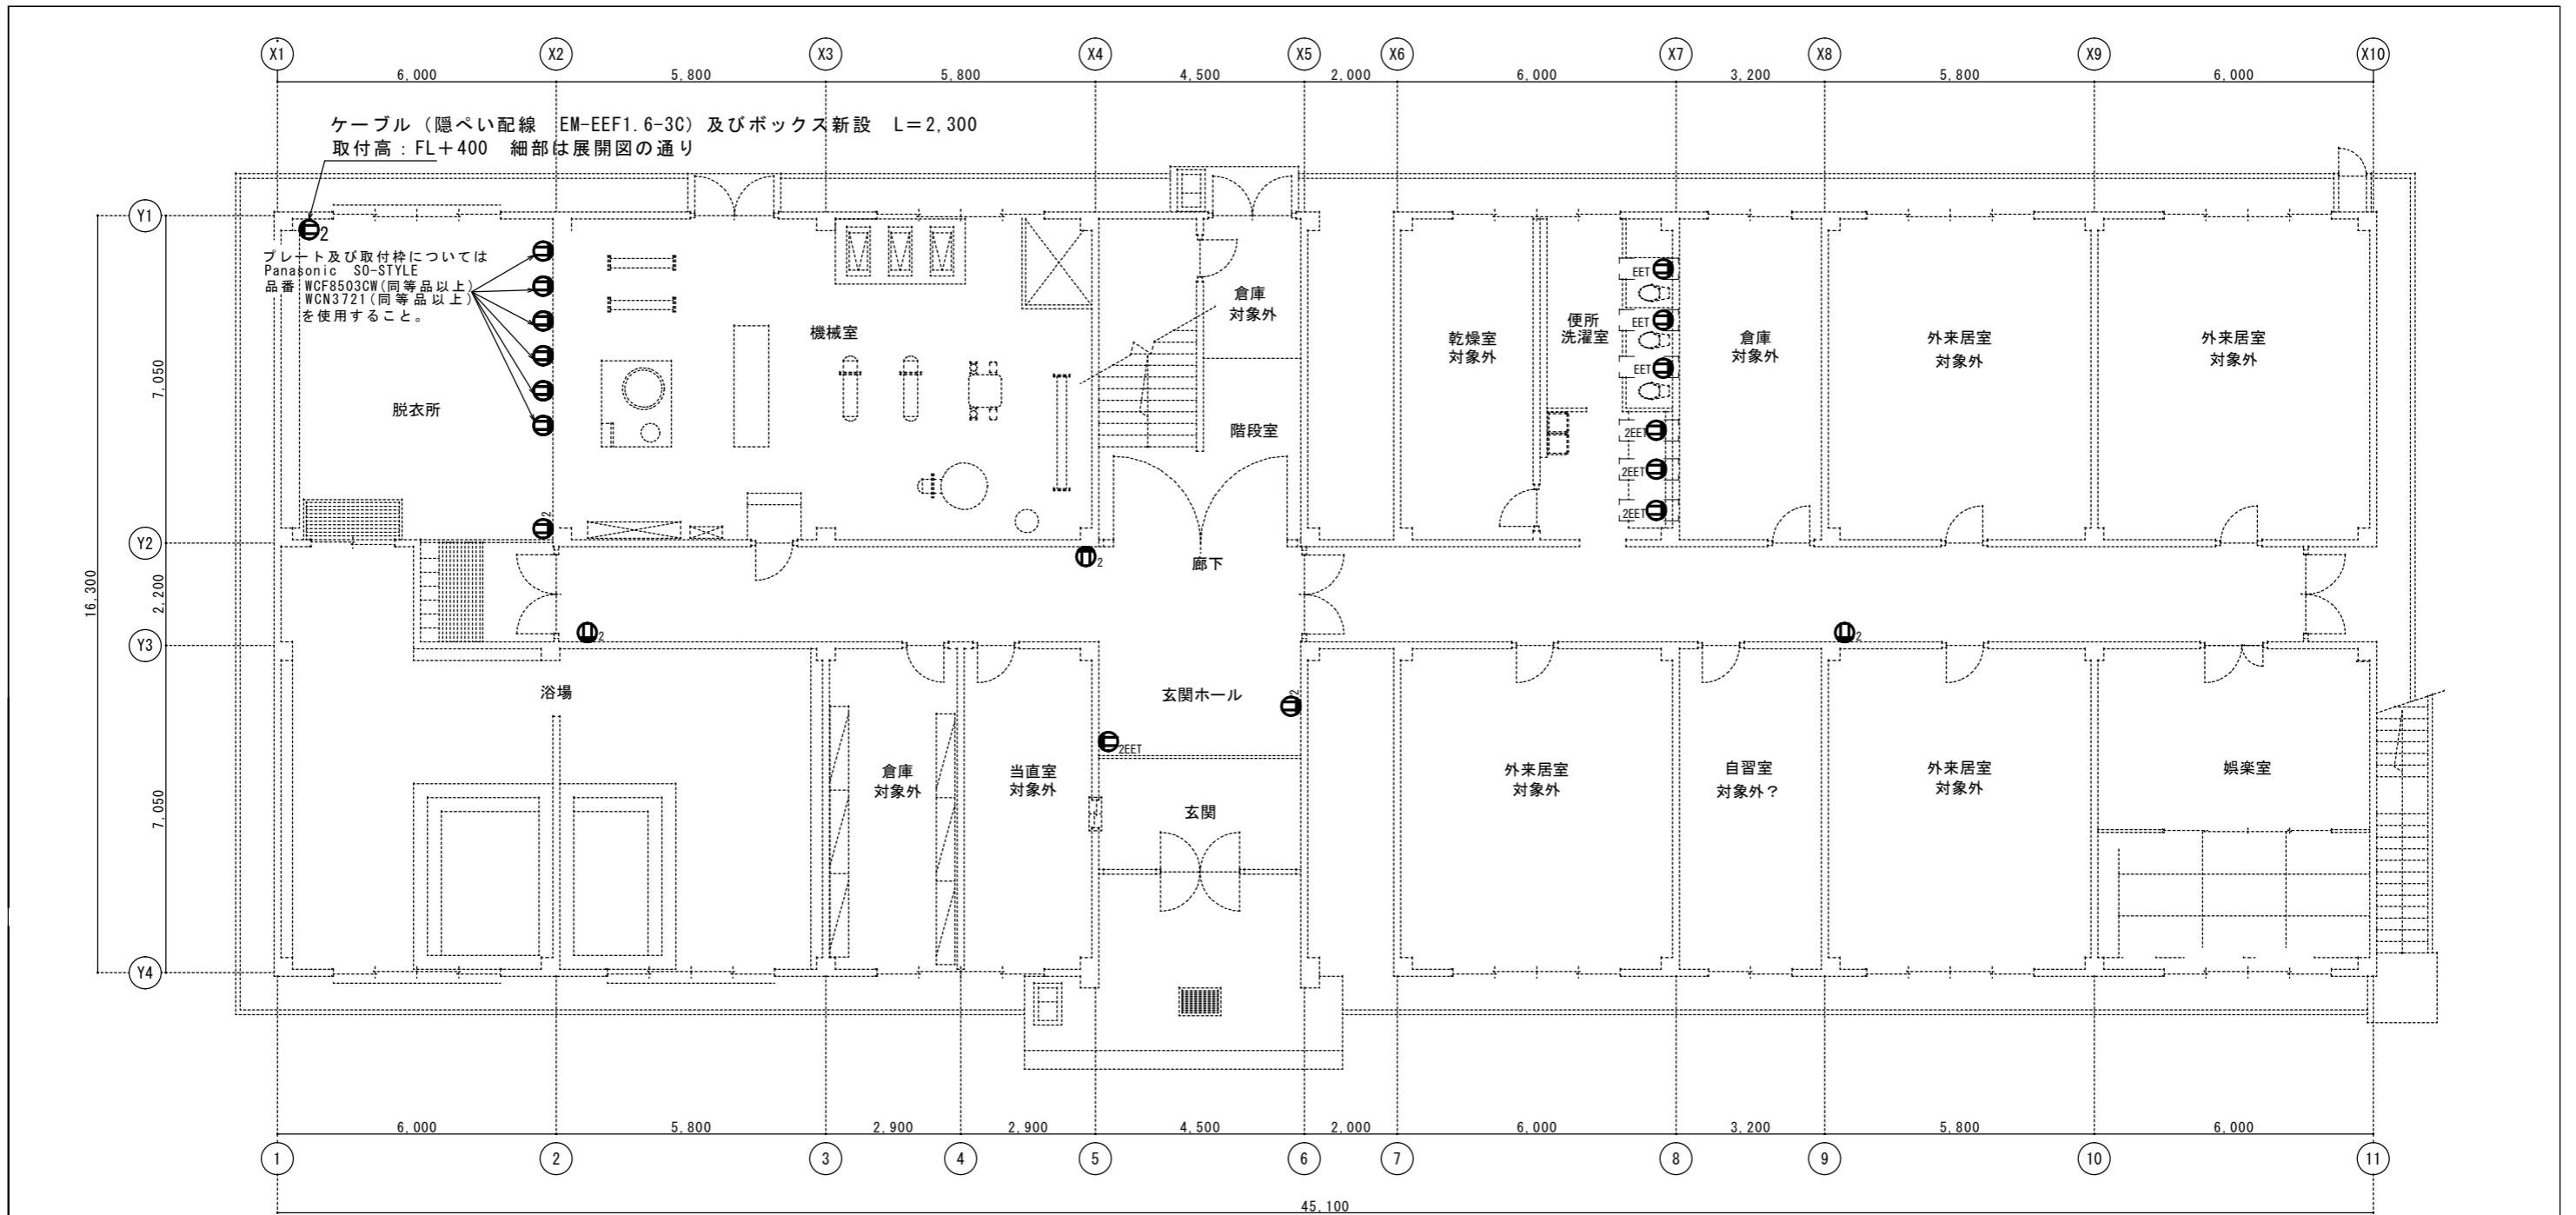 X1 X2 X3 X4 X5 X6 X7 X8 X9 X10
6,000 5,800 5,800 4,500 2,000 6,000 3,200 5,800 6,000
ケーブル（隠ぺい配線　EM-EEF1.6-3C）及びボックス新設　L＝2,300
取付高：FL＋400　細部は展開図の通り
Y1
2
プレート及び取付枠については
Panasonic　SO-STYLE
品番 WCF8503CW(同等品以上)
WCN3721(同等品以上)
を使用すること。
機械室
脱衣所
倉庫
対象外
階段室
乾燥室
対象外
便所
洗濯室
EET
EET
EET
2EET
2EET
2EET
倉庫
対象外
外来居室
対象外
外来居室
対象外
7,050
2
Y2
2
廊下
16,300
2,200
2
2
Y3
浴場
玄関ホール
2
2EET
倉庫
対象外
当直室
対象外
玄関
外来居室
対象外
自習室
対象外？
外来居室
対象外
娯楽室
7,050
Y4
6,000 5,800 2,900 2,900 4,500 2,000 6,000 3,200 5,800 6,000
1 2 3 4 5 6 7 8 9 10 11
45,100